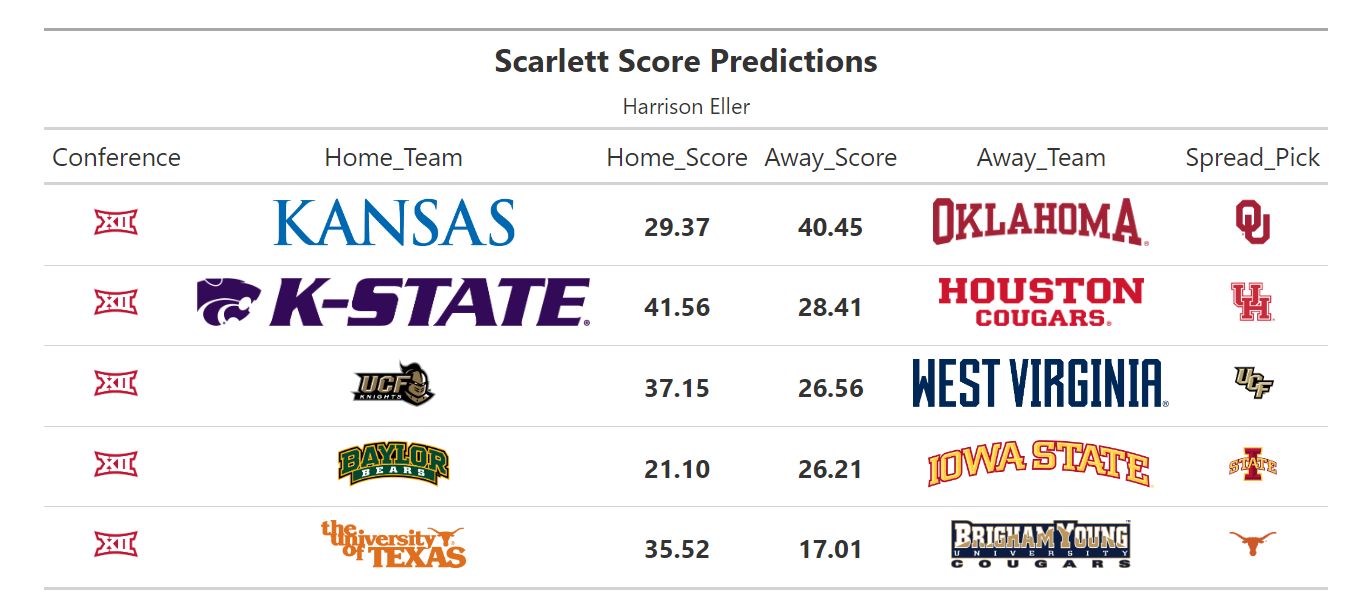 Scarlett Score Predictions
Harrison Eller
Conference Home_Team Home_Score Away_Score Away_Team Spread_Pick
XII KANSAS 29.37 40.45 OKLAHOMA® OU
XII K-STATE® 41.56 28.41 HOUSTON COUGARS® UH
XII UCF KNIGHTS 37.15 26.56 WEST VIRGINIA® UCF
XII BAYLOR BEARS 21.10 26.21 IOWA STATE I STATE
XII the University of TEXAS 35.52 17.01 BRIGHAM YOUNG UNIVERSITY COUGARS